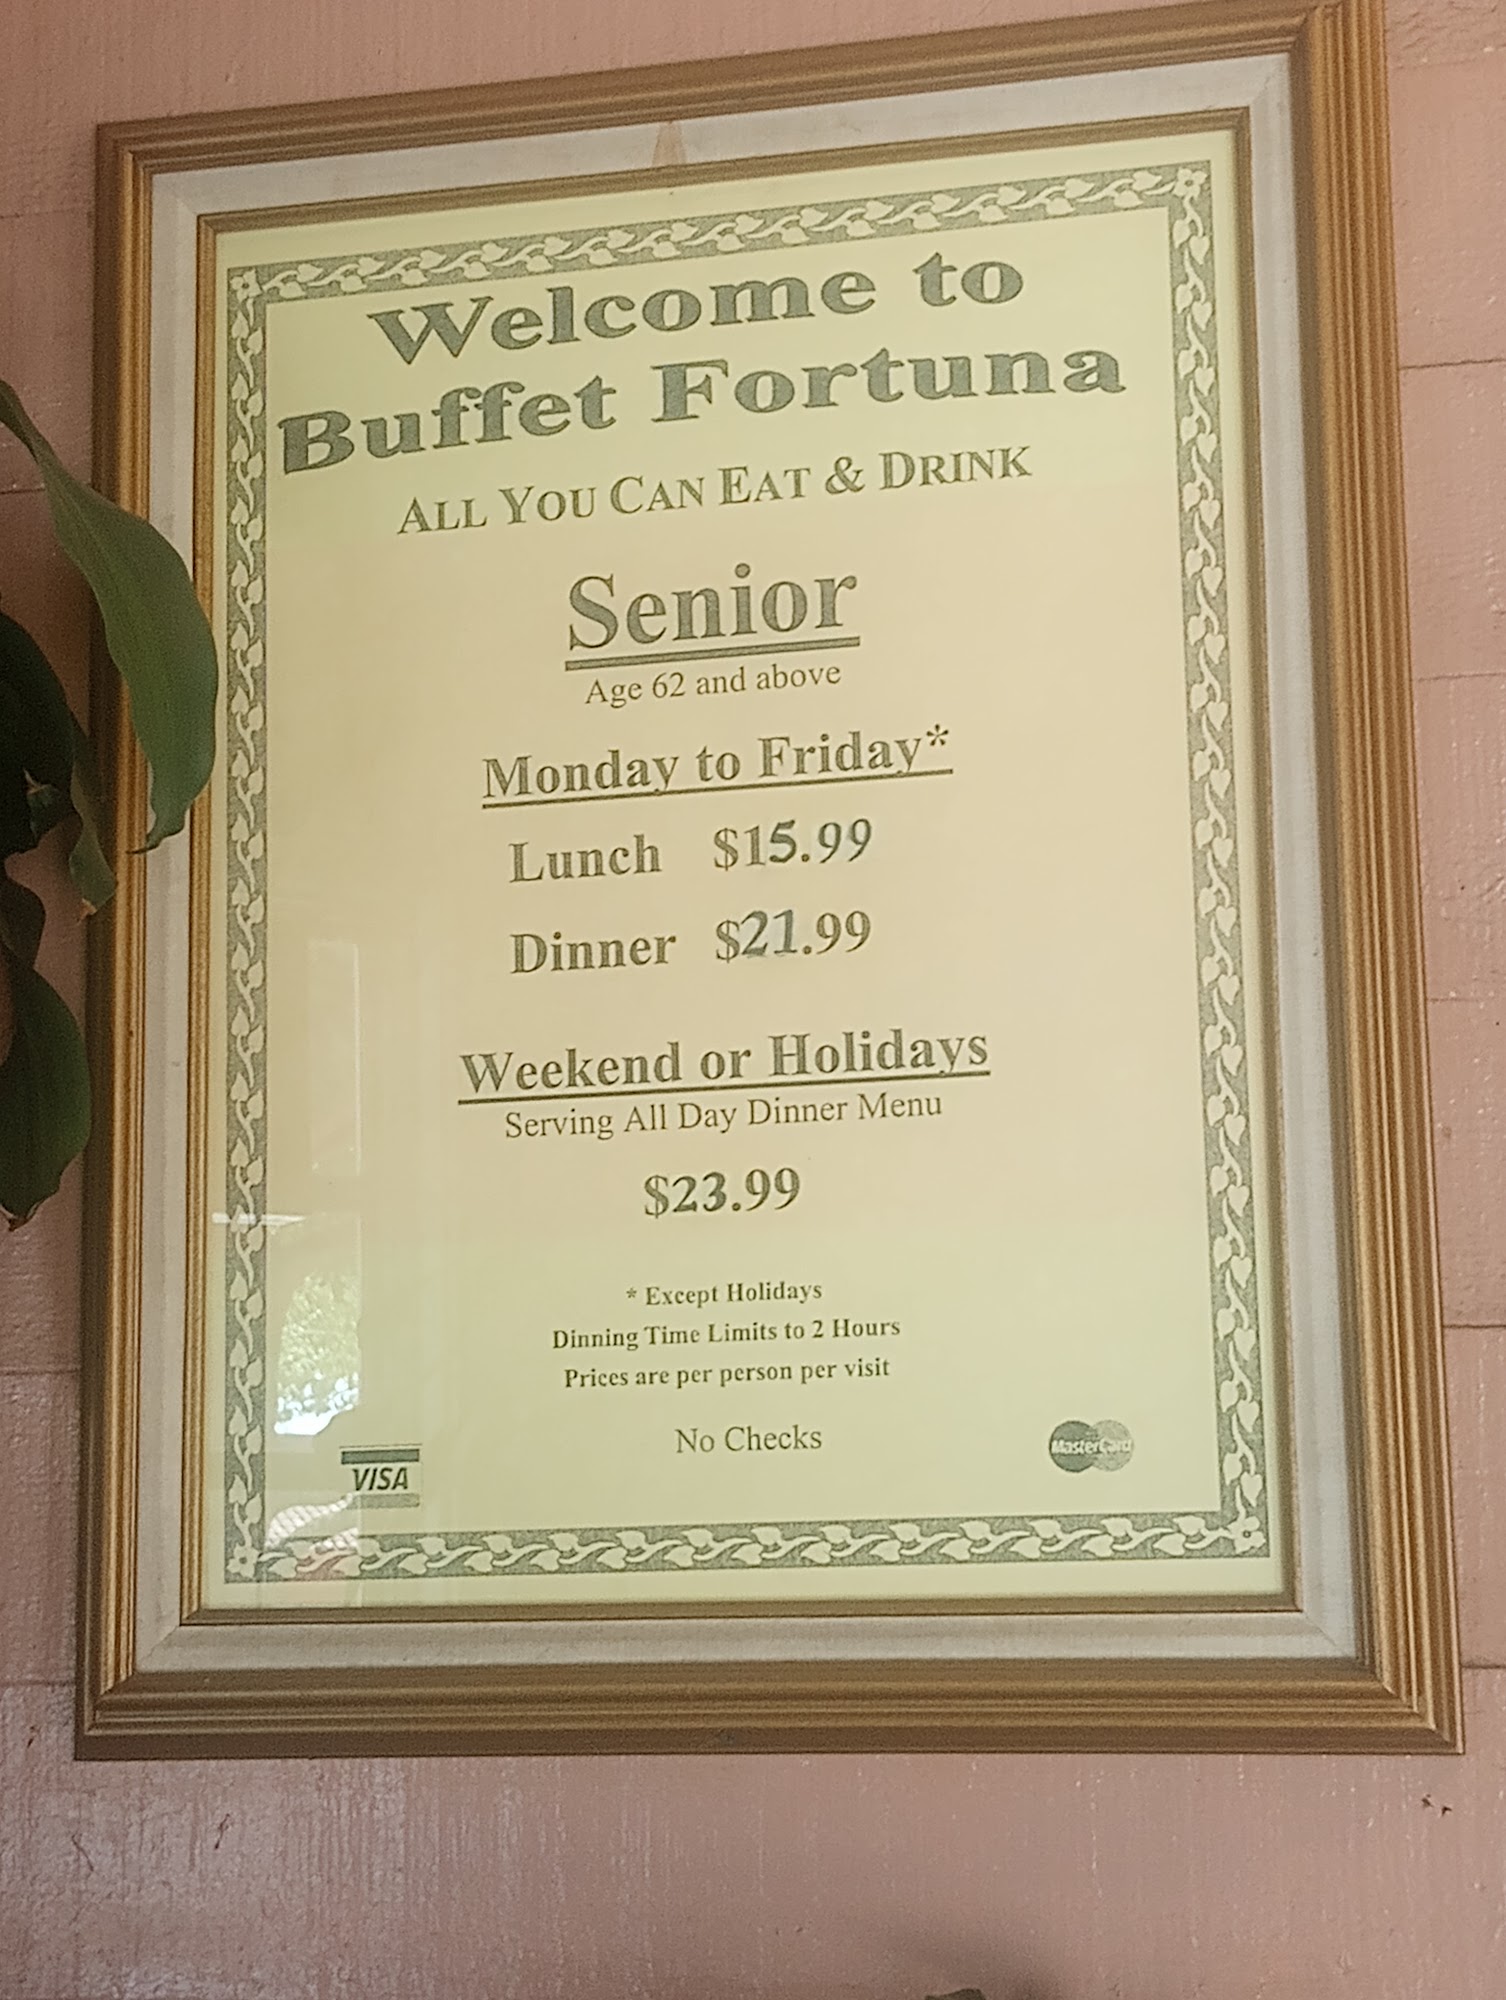 Welcome to
Buffet Fortuna
ALL YOU CAN EAT & DRINK
Senior
Age 62 and above
Monday to Friday*
Lunch $15.99
Dinner $21.99
Weekend or Holidays
Serving All Day Dinner Menu
$23.99
* Except Holidays
Dinning Time Limits to 2 Hours
Prices are per person per visit
No Checks
VISA
MasterCard